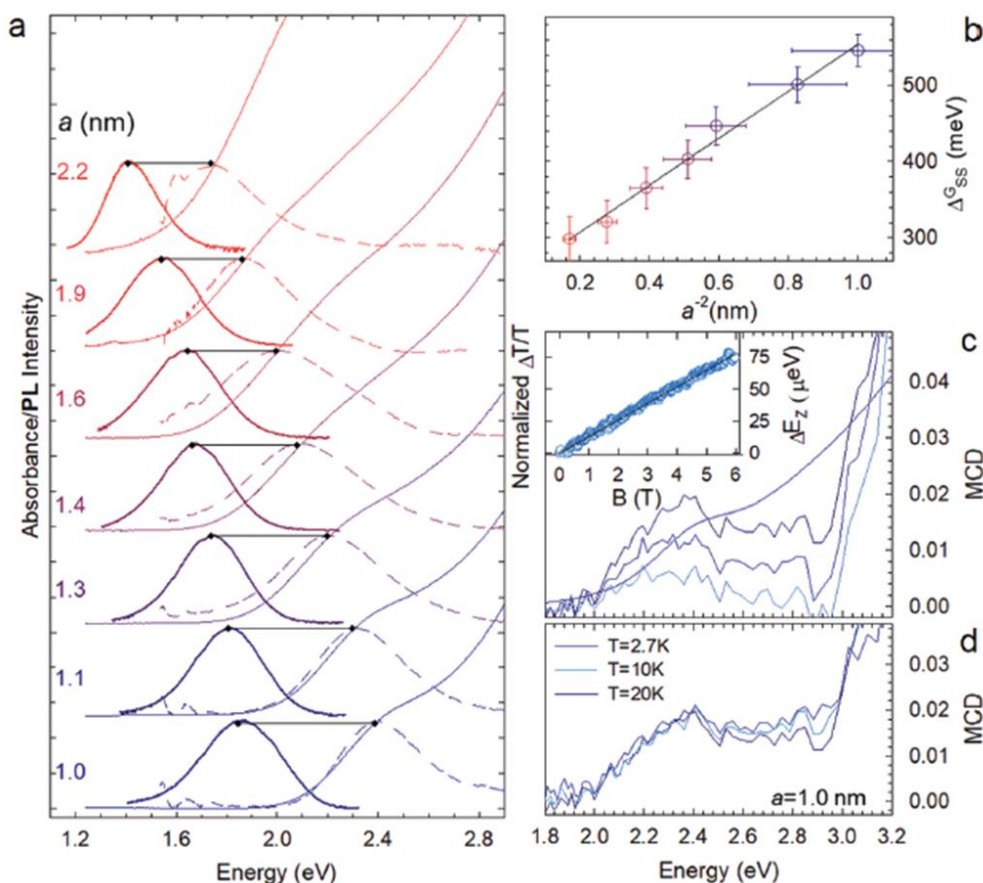 a
Absorbance/PL Intensity
a (nm)
2.2
1.9
1.6
1.4
1.3
1.1
1.0
1.2 1.6 2.0 2.4 2.8
Energy (eV)
b
500
400
300
Δ^G_SS (meV)
0.2 0.4 0.6 0.8 1.0
a⁻²(nm)
Normalized ΔT/T
c
75
50
25
0
ΔE_Z (μeV)
0 1 2 3 4 5 6
B (T)
0.04
0.03
0.02
0.01
0.00
MCD
d
T=2.7K
T=10K
T=20K
0.03
0.02
0.01
0.00
MCD
a=1.0 nm
1.8 2.0 2.2 2.4 2.6 2.8 3.0 3.2
Energy (eV)